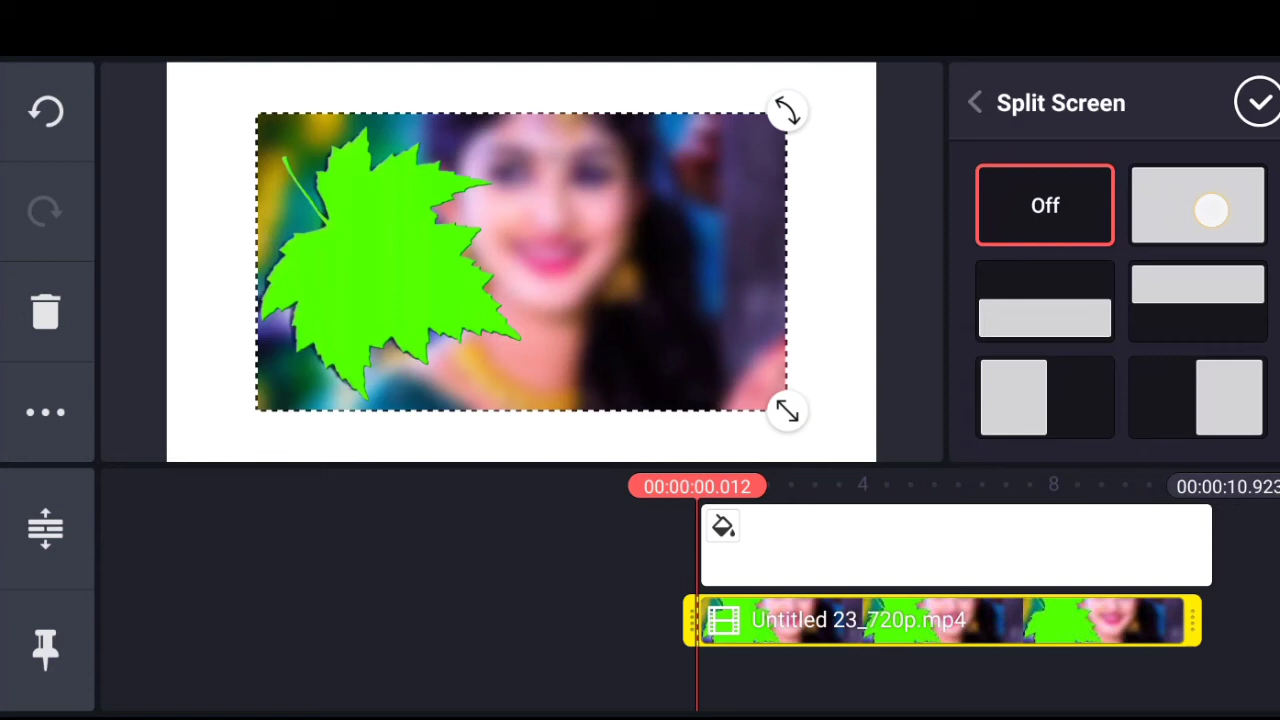 Split Screen
Off
00:00:00.012
4
8
00:00:10.923
Untitled 23_720p.mp4